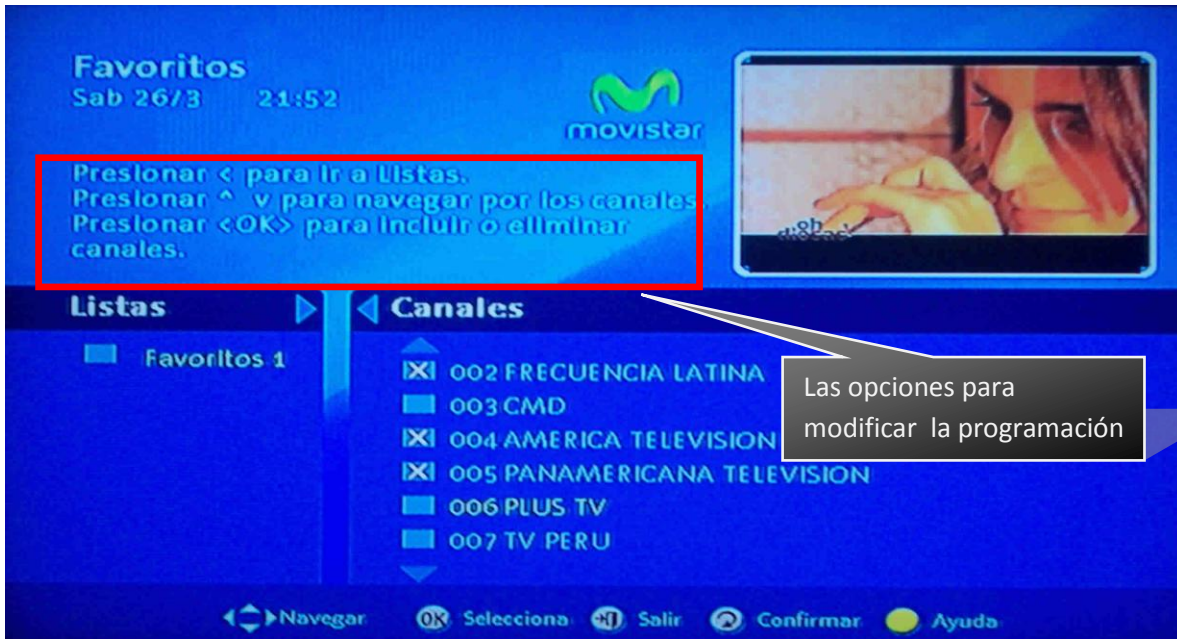 Favoritos
Sab 26/3 21:52
movistar
Presionar < para ir a Listas.
Presionar ^ v para navegar por los canales.
Presionar <OK> para incluir o eliminar
canales.
oh
diosas
Listas
Canales
Favoritos 1
002 FRECUENCIA LATINA
003 CMD
004 AMERICA TELEVISION
005 PANAMERICANA TELEVISION
006 PLUS TV
007 TV PERU
Las opciones para
modificar la programación
Navegar OK Selecciona Salir Confirmar Ayuda